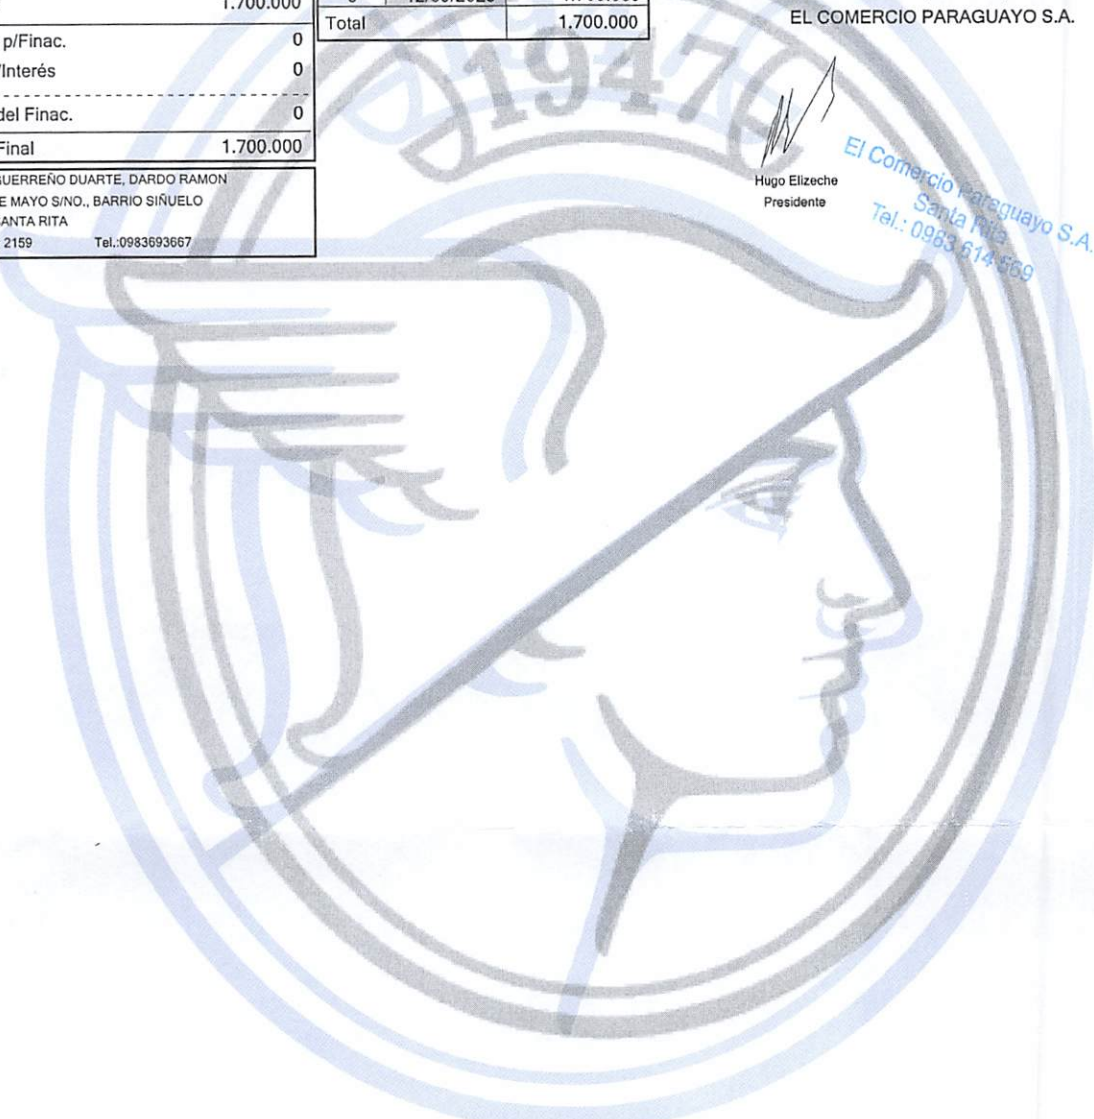 1.700.000
p/Finac. 0
/Interés 0
del Finac. 0
Final 1.700.000
GUERREÑO DUARTE, DARDO RAMON
E MAYO S/NO., BARRIO SIÑUELO
SANTA RITA
2159 Tel.:0983693667
Total 1.700.000
EL COMERCIO PARAGUAYO S.A.
1947
Hugo Elizeche
Presidente
El Comercio Paraguayo S.A.
Santa Rita
Tel.: 0983 614 569